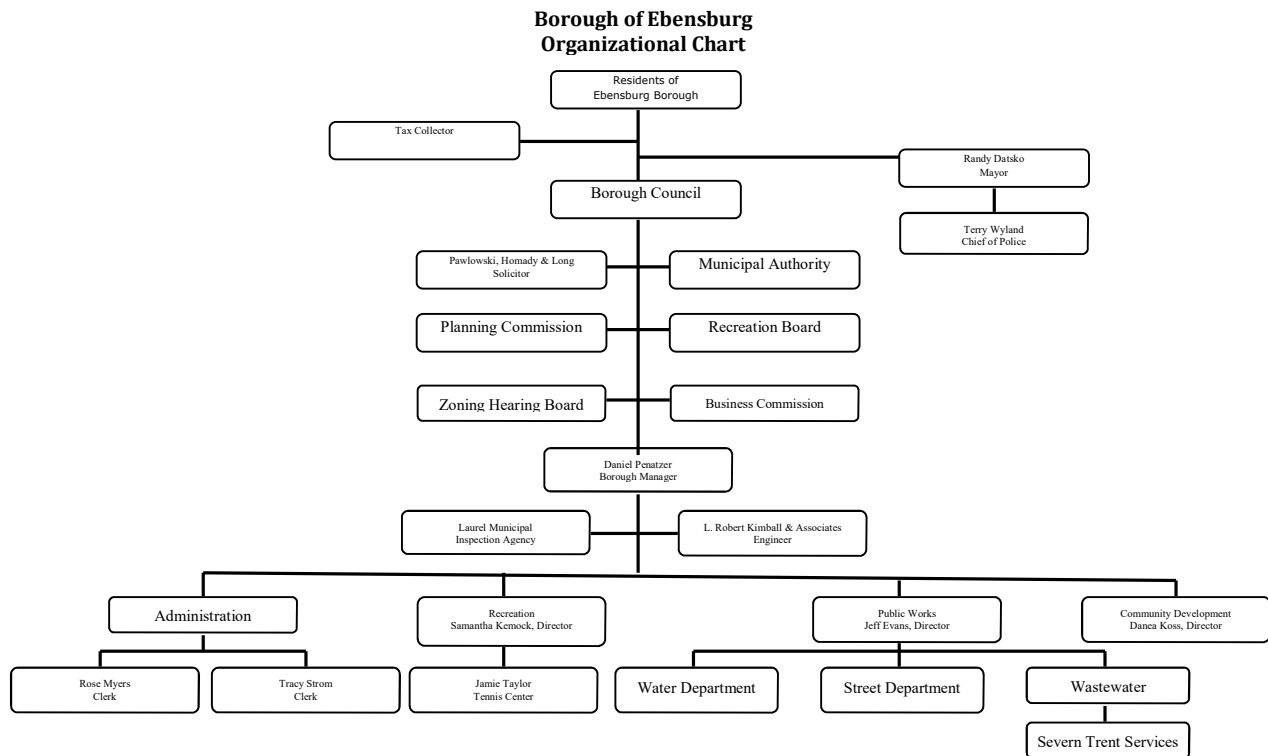 Borough of Ebensburg
Organizational Chart
Residents of
Ebensburg Borough
Tax Collector
Randy Datsko
Mayor
Borough Council
Terry Wyland
Chief of Police
Pawlowski, Homady & Long
Solicitor
Municipal Authority
Planning Commission
Recreation Board
Zoning Hearing Board
Business Commission
Daniel Penatzer
Borough Manager
Laurel Municipal
Inspection Agency
L. Robert Kimball & Associates
Engineer
Administration
Recreation
Samantha Kemock, Director
Public Works
Jeff Evans, Director
Community Development
Danea Koss, Director
Rose Myers
Clerk
Tracy Strom
Clerk
Jamie Taylor
Tennis Center
Water Department
Street Department
Wastewater
Severn Trent Services